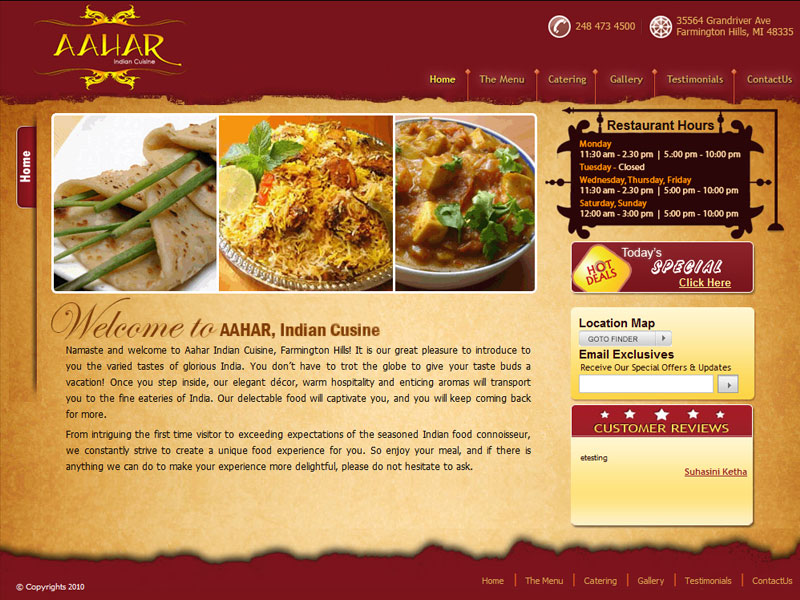 AAHAR
Indian Cuisine
248 473 4500
35564 Grandriver Ave
Farmington Hills, MI 48335
Home
The Menu
Catering
Gallery
Testimonials
ContactUs
Home
Restaurant Hours
Monday
11:30 am - 2.30 pm | 5.:00 pm - 10:00 pm
Tuesday - Closed
Wednesday, Thursday, Friday
11:30 am - 2:30 pm | 5:00 pm - 10:00 pm
Saturday, Sunday
12:00 am - 3:00 pm | 5:00 pm - 10:00 pm
HOT
DEALS
Today's
SPECIAL
Click Here
Welcome to AAHAR, Indian Cusine
Namaste and welcome to Aahar Indian Cuisine, Farmington Hills! It is our great pleasure to introduce to
you the varied tastes of glorious India. You don't have to trot the globe to give your taste buds a
vacation! Once you step inside, our elegant décor, warm hospitality and enticing aromas will transport
you to the fine eateries of India. Our delectable food will captivate you, and you will keep coming back
for more.
From intriguing the first time visitor to exceeding expectations of the seasoned Indian food connoisseur,
we constantly strive to create a unique food experience for you. So enjoy your meal, and if there is
anything we can do to make your experience more delightful, please do not hesitate to ask.
Location Map
GOTO FINDER
Email Exclusives
Receive Our Special Offers & Updates
CUSTOMER REVIEWS
etesting
Suhasini Ketha
© Copyrights 2010
Home
The Menu
Catering
Gallery
Testimonials
ContactUs